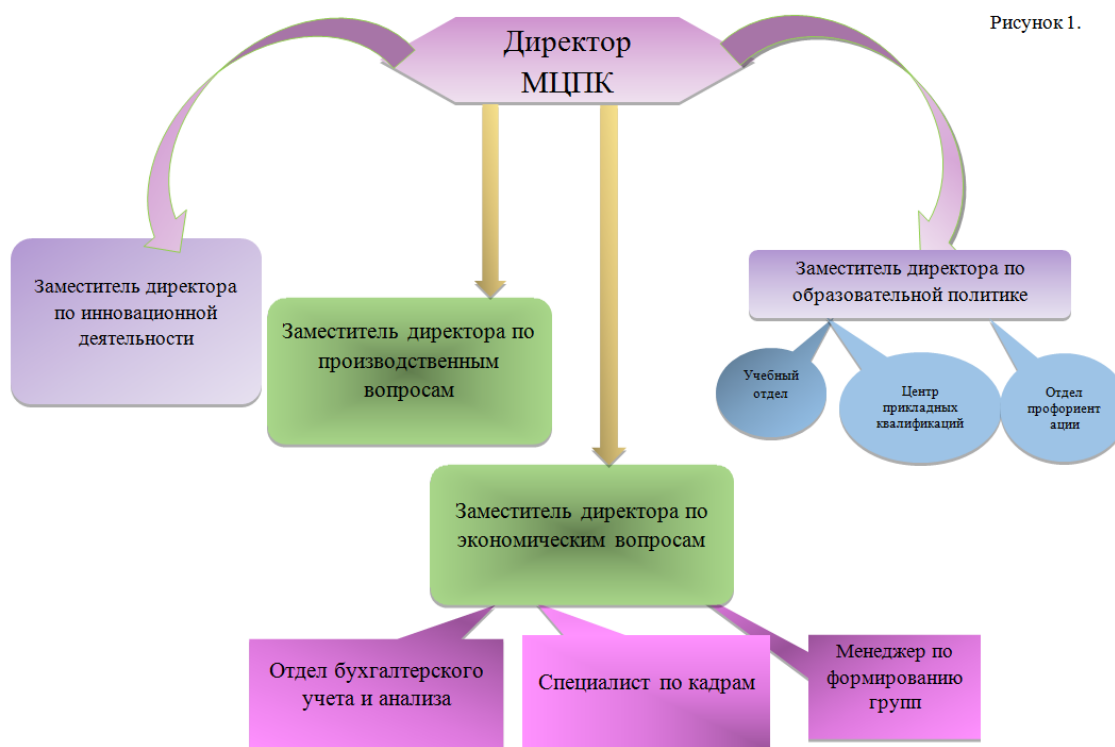 Рисунок 1.
Директор
МЦПК
Заместитель директора
по инновационной
деятельности
Заместитель директора по
производственным
вопросам
Заместитель директора по
образовательной политике
Учебный
отдел
Центр
прикладных
квалификаций
Отдел
профориент
ации
Заместитель директора по
экономическим вопросам
Отдел бухгалтерского
учета и анализа
Специалист по кадрам
Менеджер по
формированию
групп